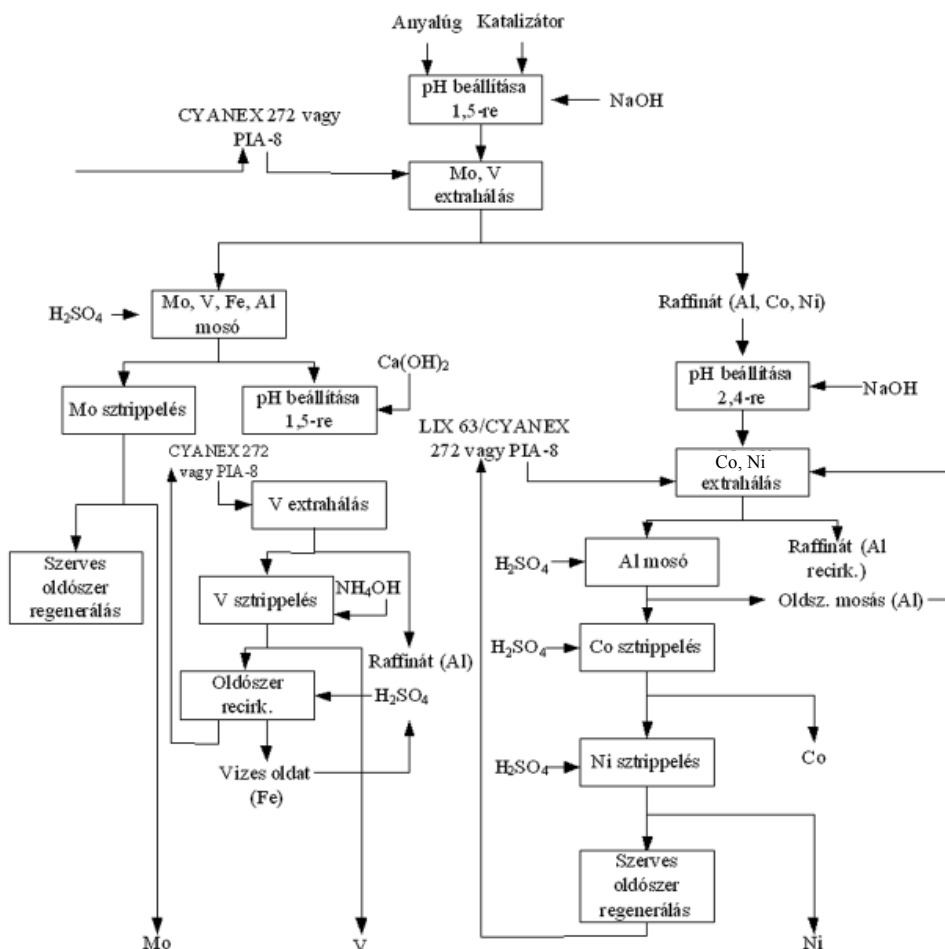 Anyalúg
Katalizátor
pH beállítása
1,5-re
NaOH
CYANEX 272 vagy
PIA-8
Mo, V
extrahálás
H₂SO₄
Mo, V, Fe, Al
mosó
Raffinát (Al, Co, Ni)
Ca(OH)₂
Mo sztrippelés
pH beállítása
1,5-re
pH beállítása
2,4-re
NaOH
LIX 63/CYANEX
272 vagy PIA-8
CYANEX 272
vagy PIA-8
Co, Ni
extrahálás
V extrahálás
Szerves
oldószer
regenerálás
H₂SO₄
Al mosó
Raffinát (Al
recirk.)
V sztrippelés
NH₄OH
Oldsz. mosás (Al)
H₂SO₄
Co sztrippelés
Raffinát (Al)
Oldószer
recirk.
H₂SO₄
Co
Vizes oldat
(Fe)
H₂SO₄
Ni sztrippelés
Szerves
oldószer
regenerálás
Mo
V
Ni